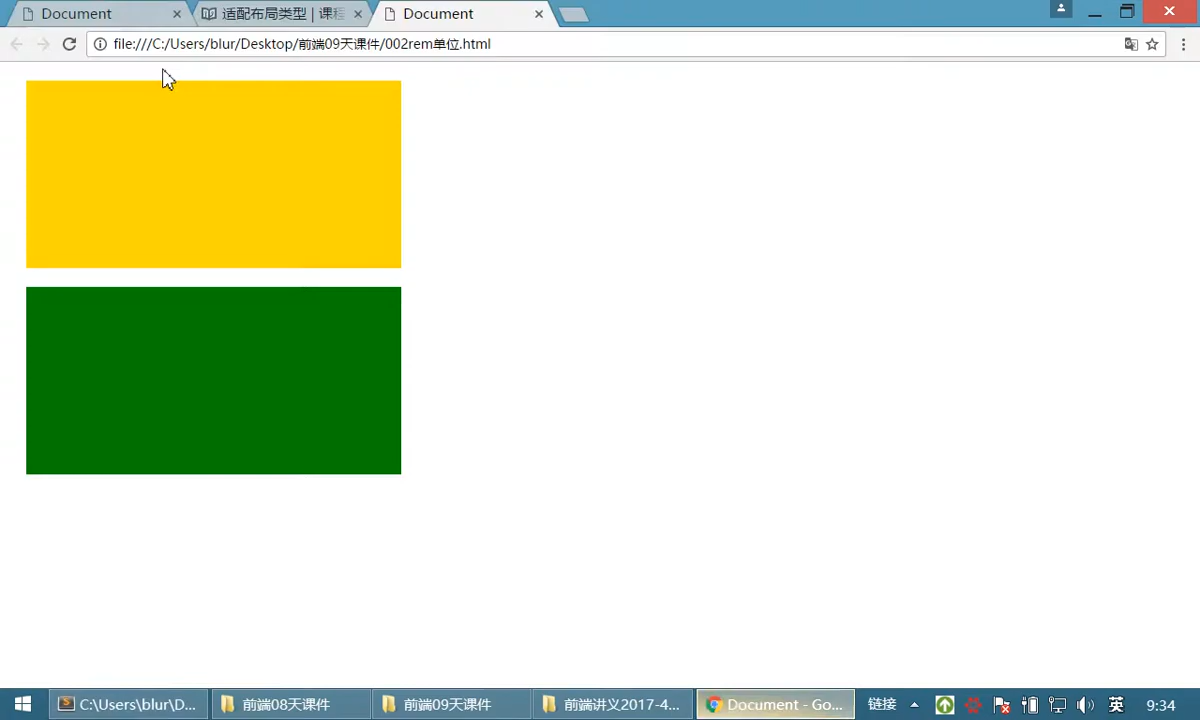 Document
适配布局类型 | 课程
Document
file:///C:/Users/blur/Desktop/前端09天课件/002rem单位.html
C:\Users\blur\D...
前端08天课件
前端09天课件
前端讲义2017-4...
Document - Go...
链接
英
9:34